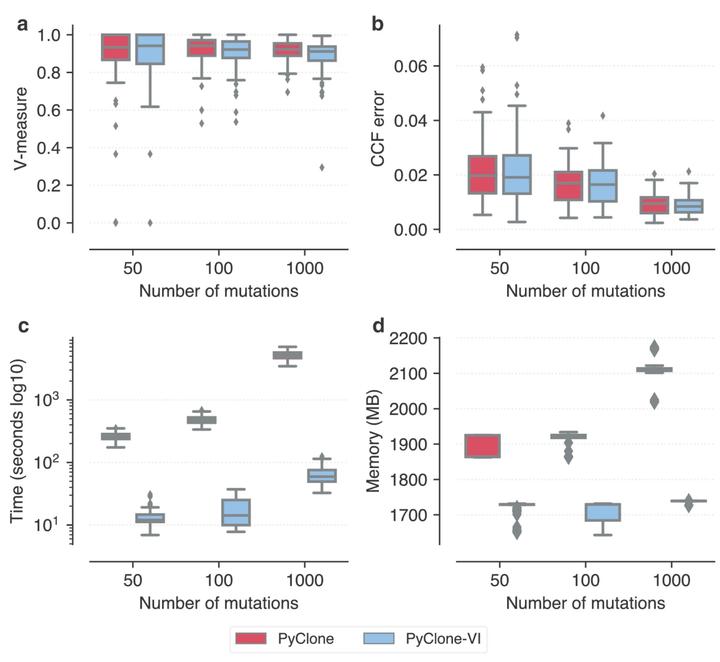 a
V-measure
1.0
0.8
0.6
0.4
0.2
0.0
50 100 1000
Number of mutations
b
CCF error
0.06
0.04
0.02
0.00
50 100 1000
Number of mutations
c
Time (seconds log10)
10³
10²
10¹
50 100 1000
Number of mutations
d
Memory (MB)
2200
2100
2000
1900
1800
1700
50 100 1000
Number of mutations
PyClone PyClone-VI